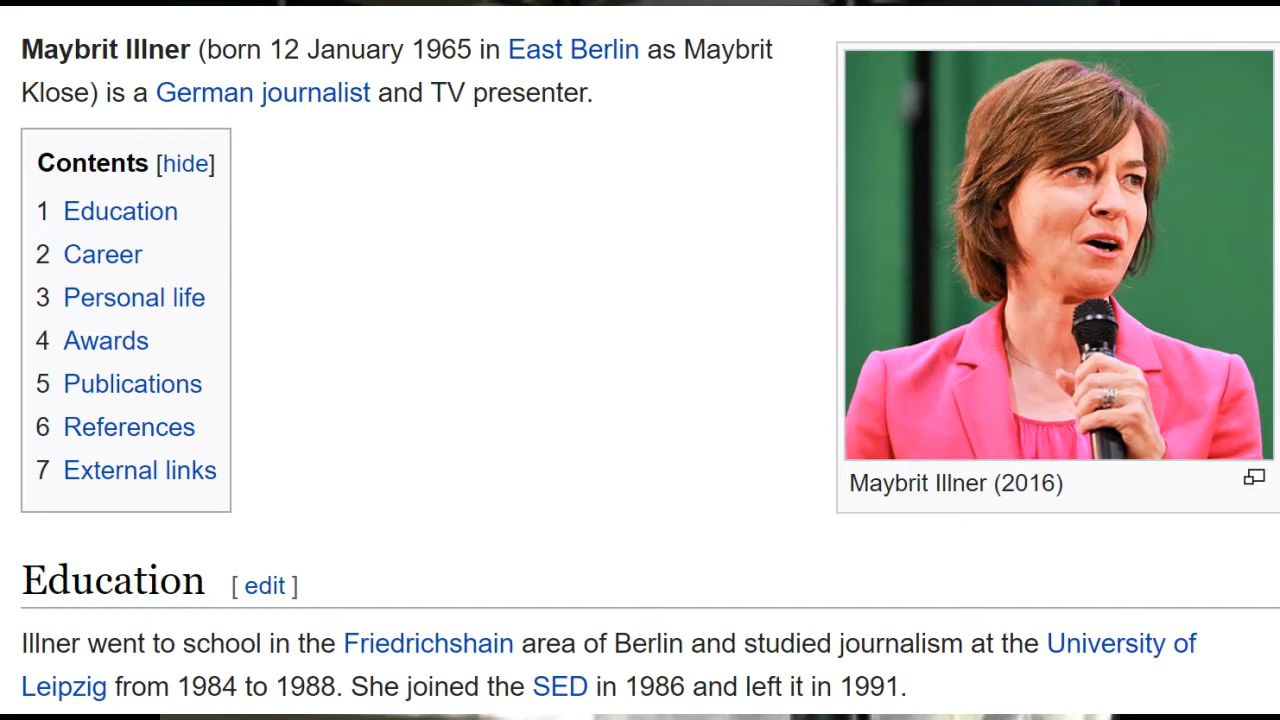 Maybrit Illner (born 12 January 1965 in East Berlin as Maybrit
Klose) is a German journalist and TV presenter.
Contents [hide]
1 Education
2 Career
3 Personal life
4 Awards
5 Publications
6 References
7 External links
Maybrit Illner (2016)
Education [ edit ]
Illner went to school in the Friedrichshain area of Berlin and studied journalism at the University of
Leipzig from 1984 to 1988. She joined the SED in 1986 and left it in 1991.